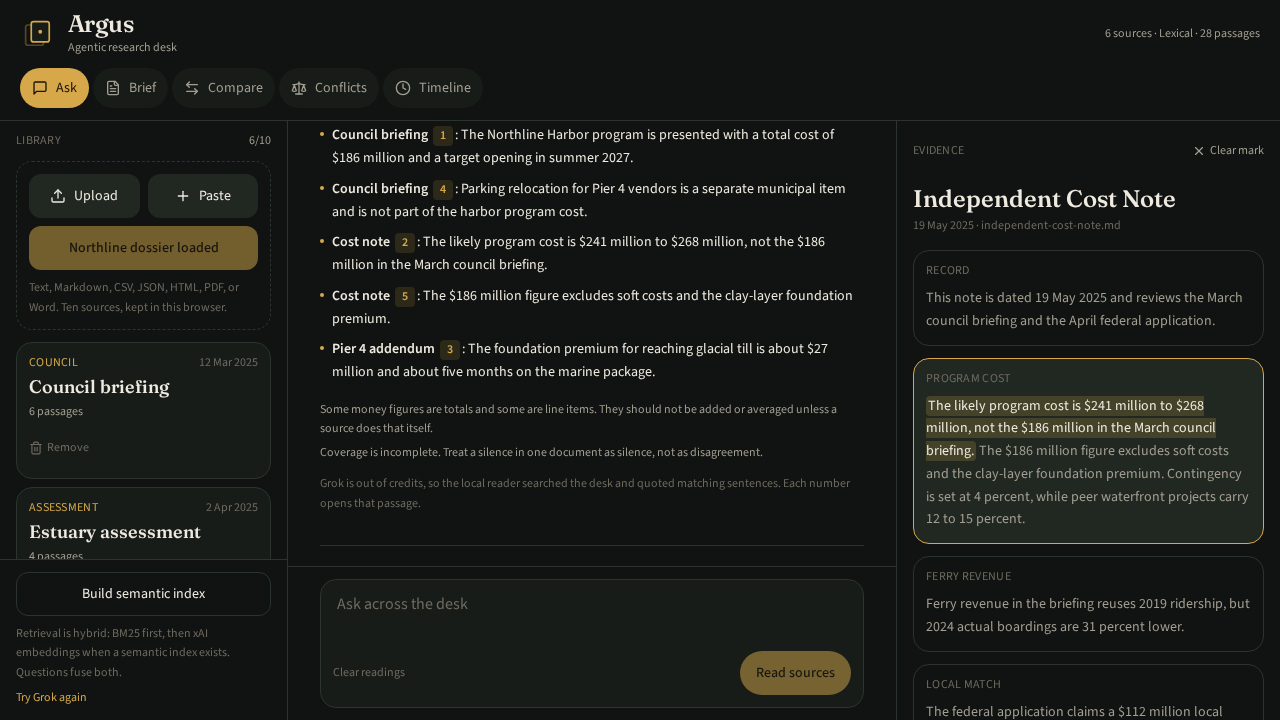 Argus
Agentic research desk
6 sources · Lexical · 28 passages
Ask
Brief
Compare
Conflicts
Timeline
LIBRARY
6/10
Upload
Paste
Northline dossier loaded
Text, Markdown, CSV, JSON, HTML, PDF, or
Word. Ten sources, kept in this browser.
COUNCIL
12 Mar 2025
Council briefing
6 passages
Remove
ASSESSMENT
2 Apr 2025
Estuary assessment
4 passages
Build semantic index
Retrieval is hybrid: BM25 first, then xAI
embeddings when a semantic index exists.
Questions fuse both.
Try Grok again
Council briefing 1 : The Northline Harbor program is presented with a total cost of
$186 million and a target opening in summer 2027.
Council briefing 4 : Parking relocation for Pier 4 vendors is a separate municipal item
and is not part of the harbor program cost.
Cost note 2 : The likely program cost is $241 million to $268 million, not the $186
million in the March council briefing.
Cost note 5 : The $186 million figure excludes soft costs and the clay-layer foundation
premium.
Pier 4 addendum 3 : The foundation premium for reaching glacial till is about $27
million and about five months on the marine package.
Some money figures are totals and some are line items. They should not be added or averaged unless a
source does that itself.
Coverage is incomplete. Treat a silence in one document as silence, not as disagreement.
Grok is out of credits, so the local reader searched the desk and quoted matching sentences. Each number
opens that passage.
Ask across the desk
Clear readings
Read sources
EVIDENCE
Clear mark
Independent Cost Note
19 May 2025 · independent-cost-note.md
RECORD
This note is dated 19 May 2025 and reviews the March
council briefing and the April federal application.
PROGRAM COST
The likely program cost is $241 million to $268
million, not the $186 million in the March council
briefing. The $186 million figure excludes soft costs
and the clay-layer foundation premium. Contingency
is set at 4 percent, while peer waterfront projects carry
12 to 15 percent.
FERRY REVENUE
Ferry revenue in the briefing reuses 2019 ridership, but
2024 actual boardings are 31 percent lower.
LOCAL MATCH
The federal application claims a $112 million local